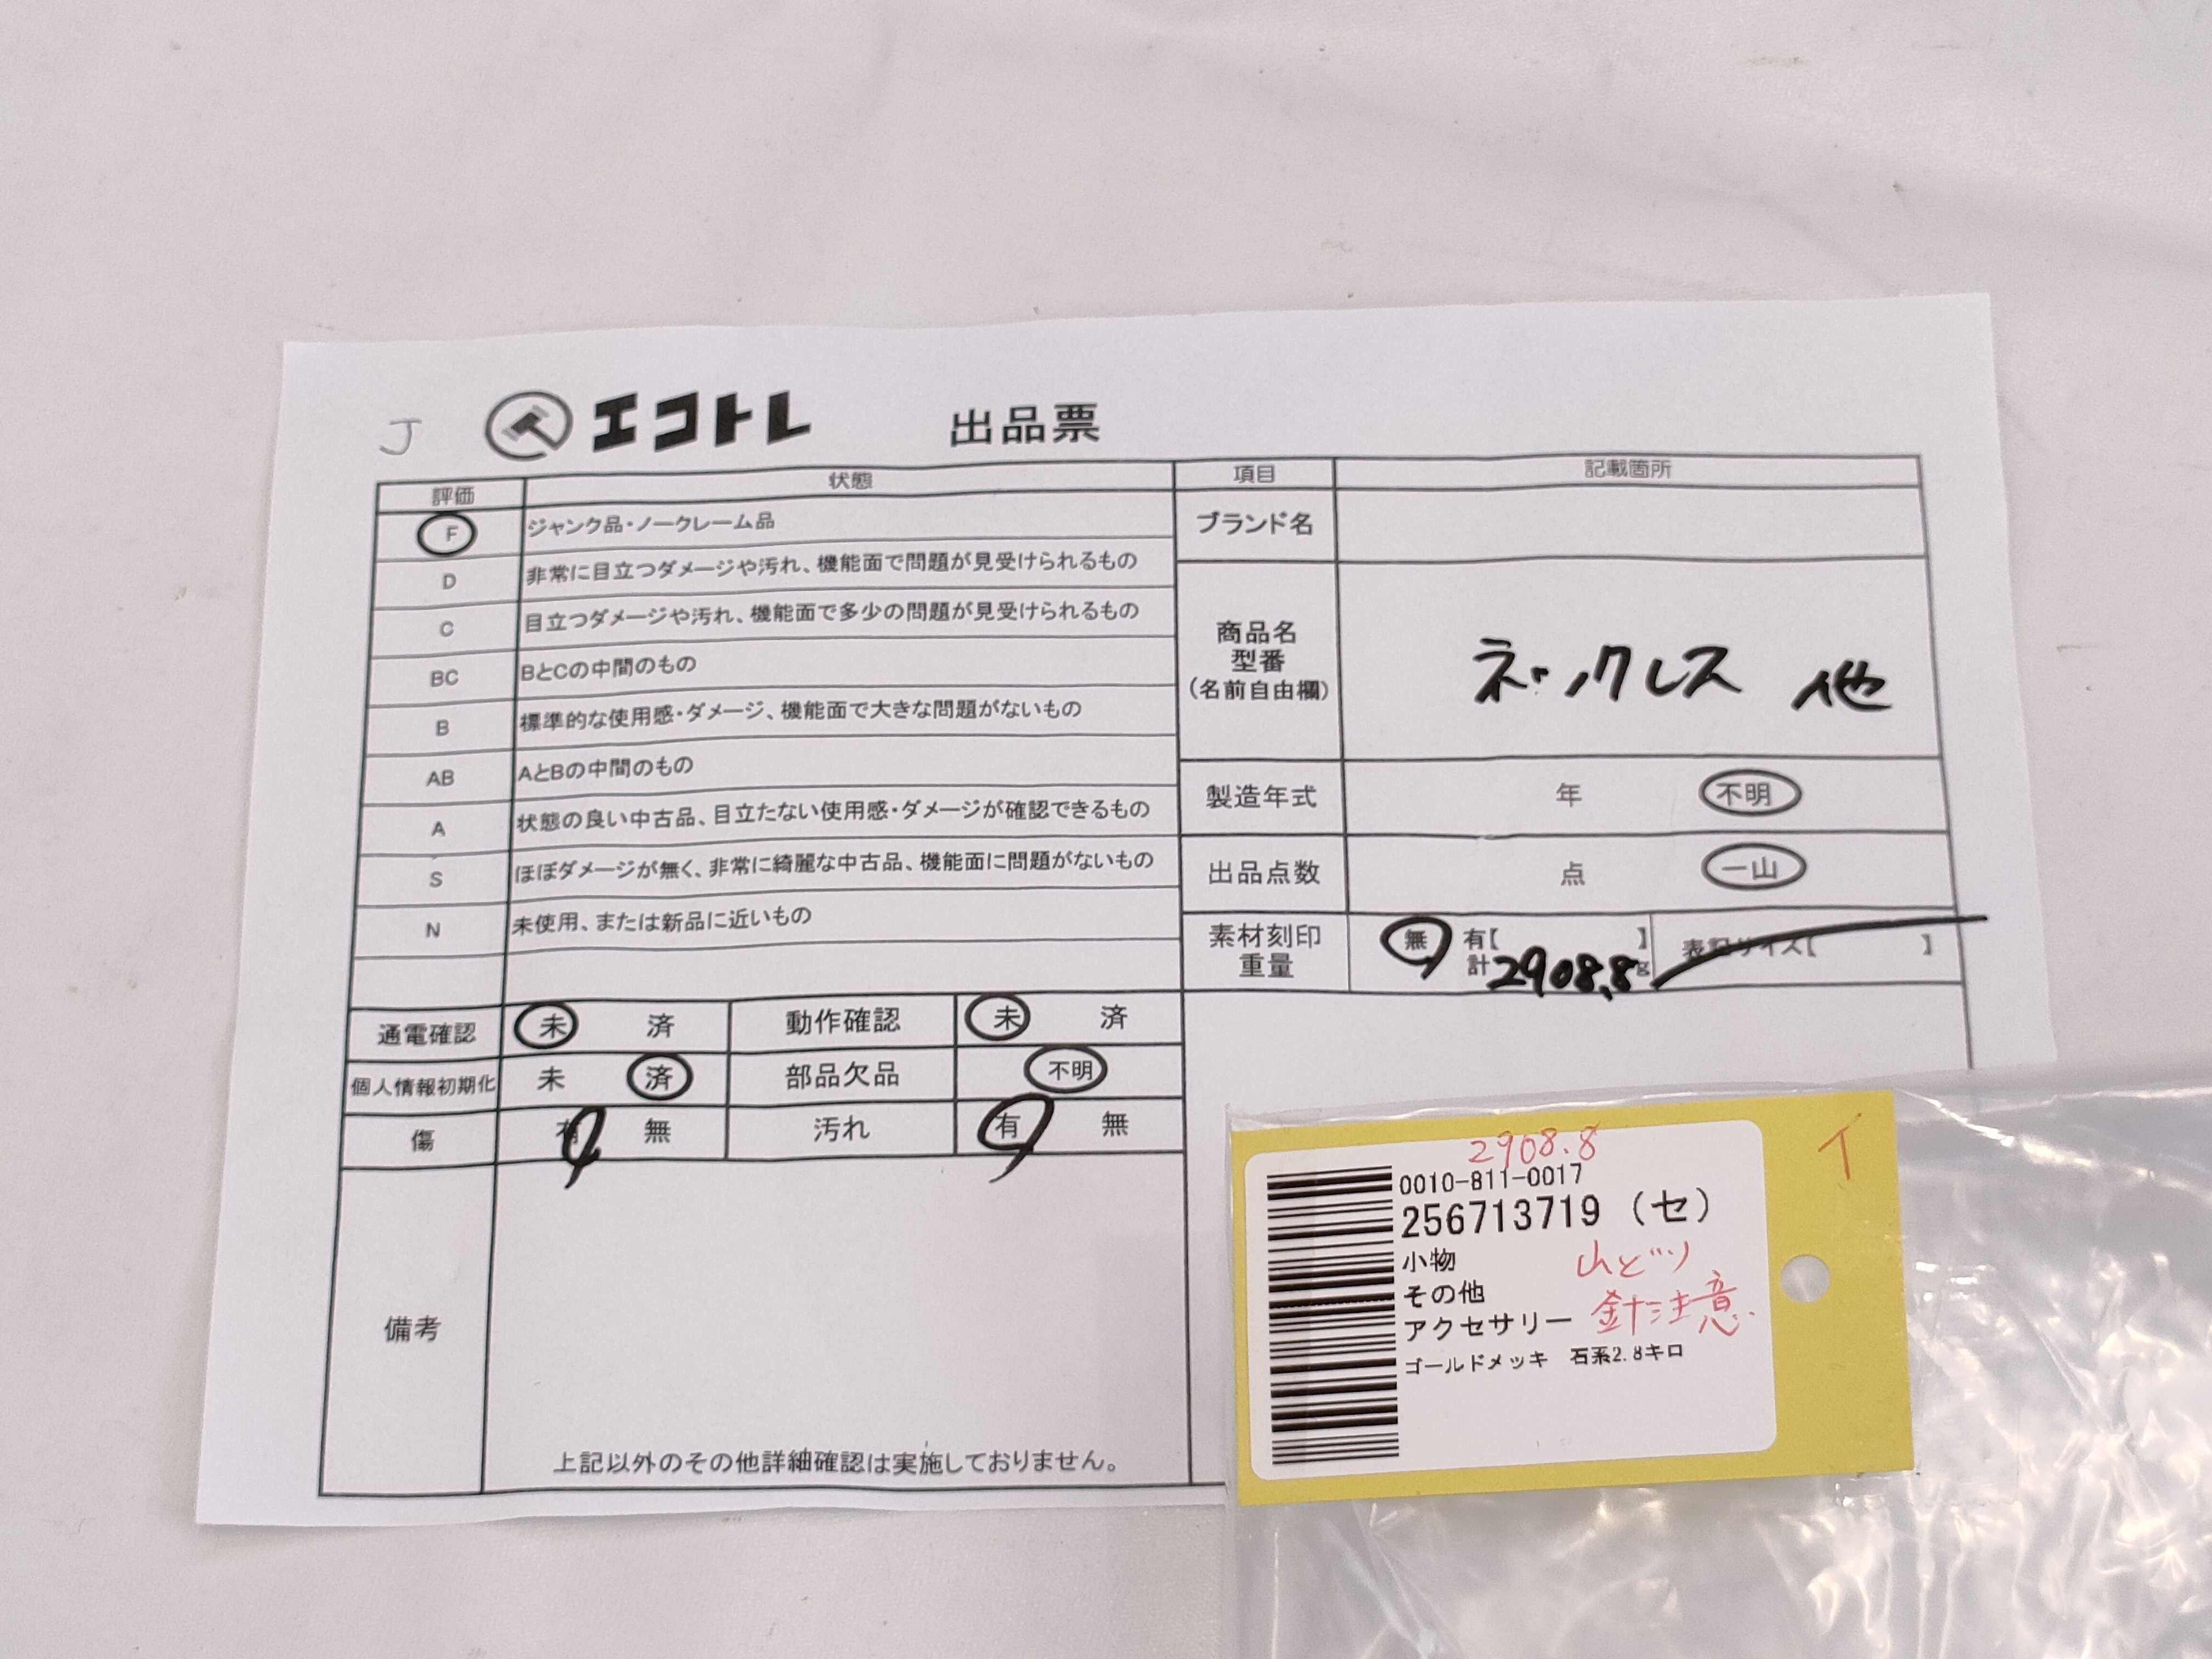 J エコトレ 出品票
評価 状態 項目 記載箇所
F ジャンク品・ノークレーム品
D 非常に目立つダメージや汚れ、機能面で問題が見受けられるもの
C 目立つダメージや汚れ、機能面で多少の問題が見受けられるもの
BC BとCの中間のもの
B 標準的な使用感・ダメージ、機能面で大きな問題がないもの
AB AとBの中間のもの
A 状態の良い中古品、目立たない使用感・ダメージが確認できるもの
S ほぼダメージが無く、非常に綺麗な中古品、機能面に問題がないもの
N 未使用、または新品に近いもの
ブランド名
商品名
型番
(名前自由欄)
ネックレス 他
製造年式 年 不明
出品点数 点 一山
素材刻印
重量
無 有【 】
計2908.8g
表記サイズ【 】
通電確認 未 済 動作確認 未 済
個人情報初期化 未 済 部品欠品 不明
傷 有 無 汚れ 有 無
備考
上記以外のその他詳細確認は実施しておりません。
2908.8
イ
0010-811-0017
256713719 (セ)
小物
山どり
その他
アクセサリー 針注意.
ゴールドメッキ 石系2.8キロ